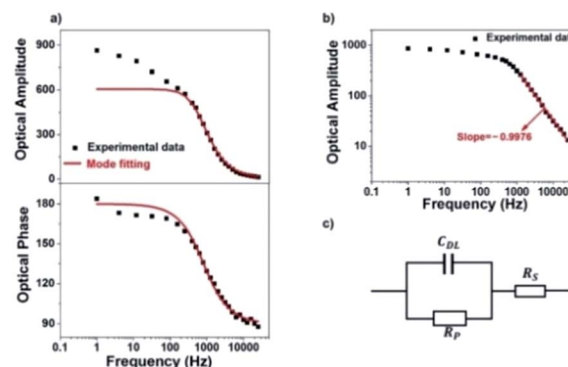 a)
Optical Amplitude
900
600
300
0
Experimental data
Mode fitting
Optical Phase
180
150
120
90
0.1 1 10 100 1000 10000
Frequency (Hz)
b)
Optical Amplitude
1000
100
10
Experimental dat
Slope=−0.9976
0.1 1 10 100 1000 10000
Frequency (Hz)
c)
C_DL
R_S
R_P